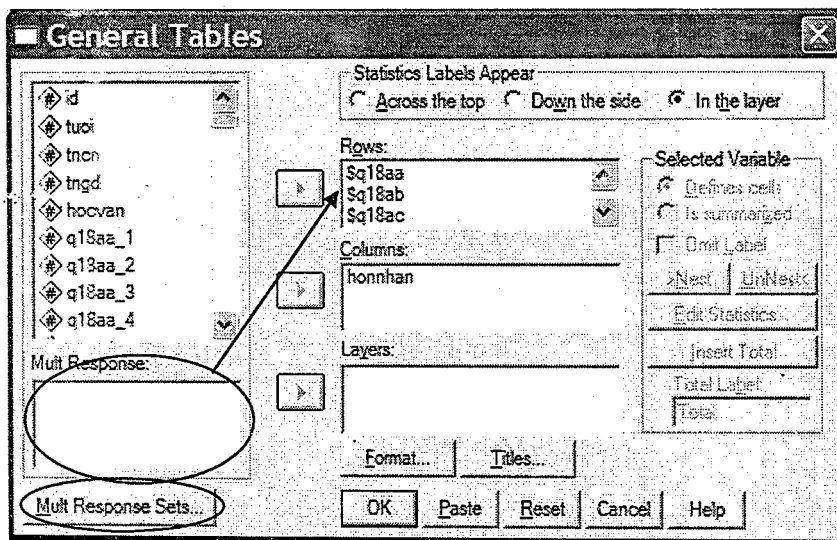 General Tables
id
tuoi
tncn
tngd
hocvan
q18aa_1
q18aa_2
q18aa_3
q18aa_4
Mult Response:
Mult Response Sets...
Statistics Labels Appear
Across the top
Down the side
In the layer
Rows:
$q18aa
$q18ab
$q18ac
Columns:
honnhan
Layers:
Format...
Titles...
Selected Variable
Defines cells
Is summarized
Omit Label
>Nest
UnNest<
Edit Statistics...
Insert Total
Total Label:
Total
OK
Paste
Reset
Cancel
Help